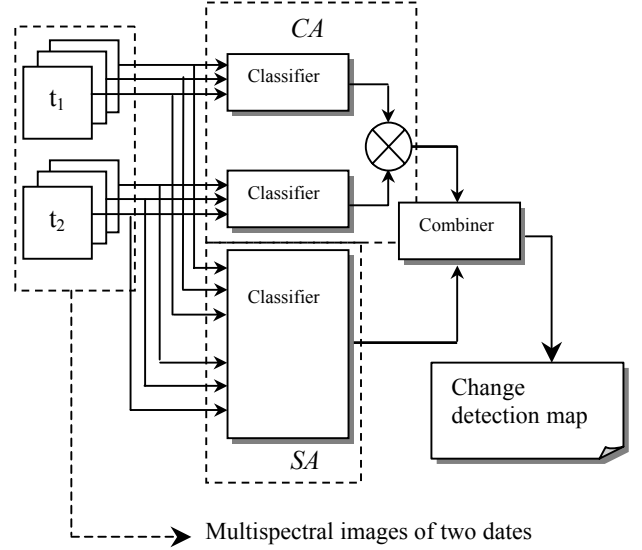 CA
t1
Classifier
Classifier
t2
Combiner
Classifier
Change
detection map
SA
Multispectral images of two dates